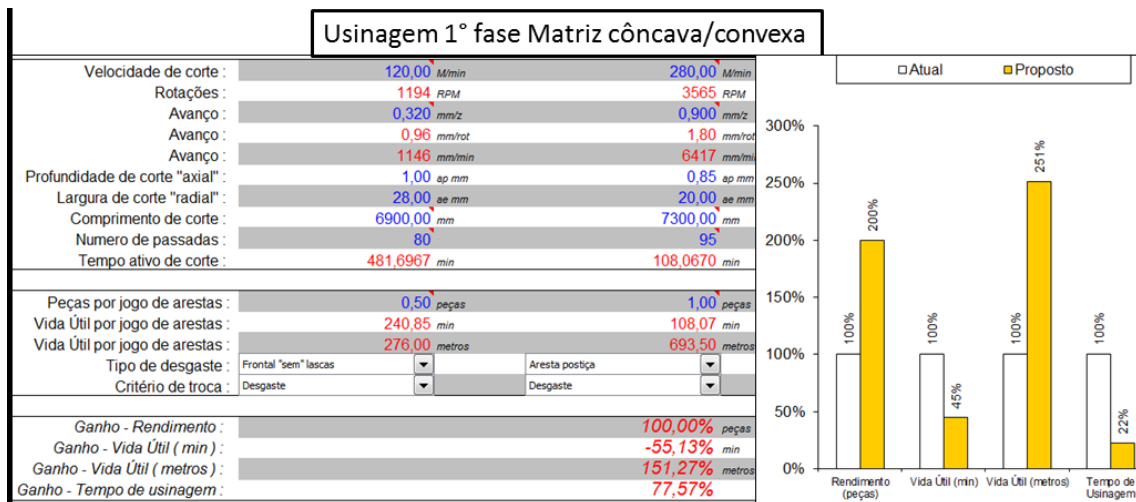 Usinagem 1° fase Matriz côncava/convexa
Velocidade de corte : 120,00 M/min 280,00 M/min
Rotações : 1194 RPM 3565 RPM
Avanço : 0,320 mm/z 0,900 mm/z
Avanço : 0,96 mm/rot 1,80 mm/rot
Avanço : 1146 mm/min 6417 mm/mi
Profundidade de corte "axial" : 1,00 ap mm 0,85 ap mm
Largura de corte "radial" : 28,00 ae mm 20,00 ae mm
Comprimento de corte : 6900,00 mm 7300,00 mm
Numero de passadas : 80 95
Tempo ativo de corte : 481,6967 min 108,0670 min
Peças por jogo de arestas : 0,50 peças 1,00 peças
Vida Útil por jogo de arestas : 240,85 min 108,07 min
Vida Útil por jogo de arestas : 276,00 metros 693,50 metros
Tipo de desgaste : Frontal "sem" lascas Aresta postiça
Critério de troca : Desgaste Desgaste
Ganho - Rendimento : 100,00% peças
Ganho - Vida Útil ( min ) : -55,13% min
Ganho - Vida Útil ( metros ) : 151,27% metros
Ganho - Tempo de usinagem : 77,57%
Atual Proposto
300%
250%
200%
150%
100%
50%
0%
100% 200% 100% 45% 100% 251% 100% 22%
Rendimento (peças) Vida Útil (min) Vida Útil (metros) Tempo de Usinagem